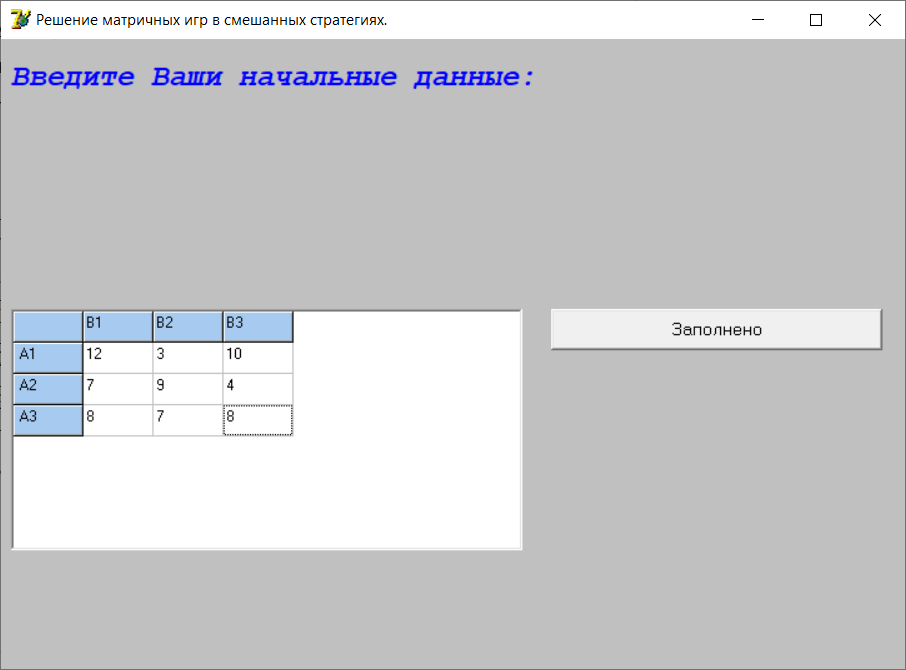 Решение матричных игр в смешанных стратегиях.
Введите Ваши начальные данные:
B1 B2 B3
A1 12 3 10
A2 7 9 4
A3 8 7 8
Заполнено